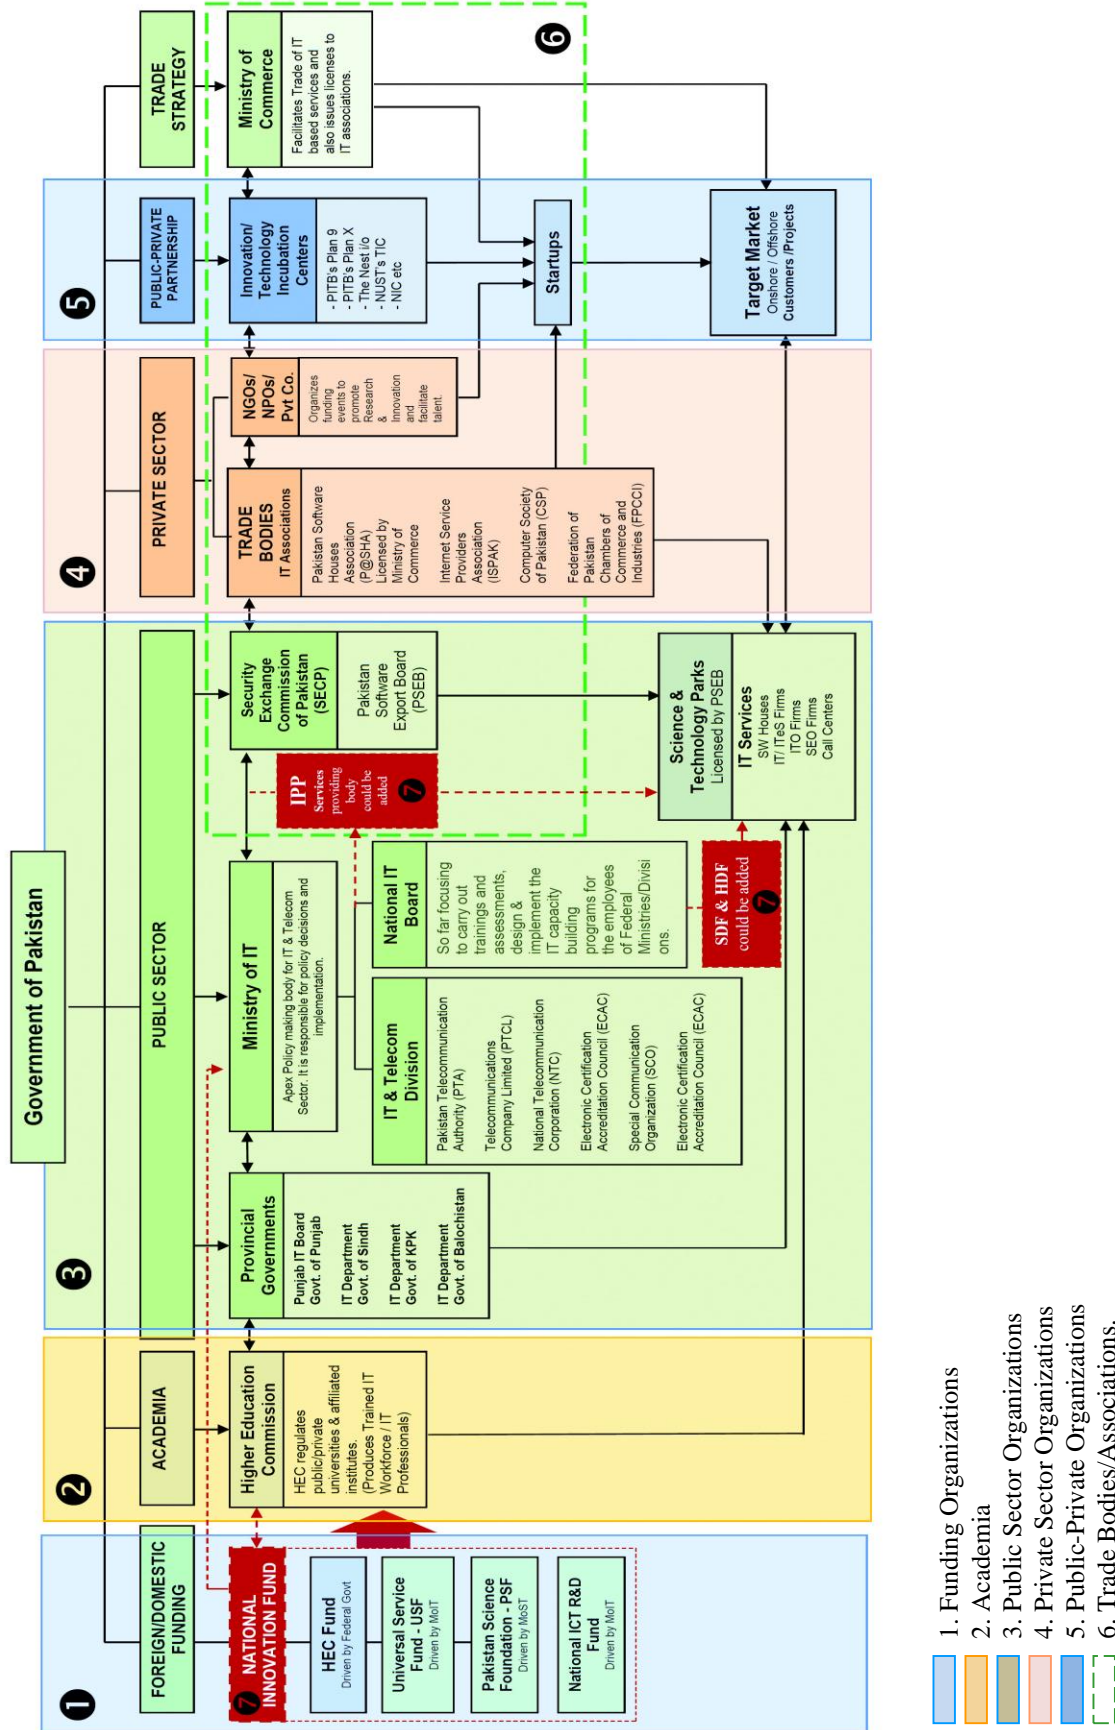 Government of Pakistan
1
FOREIGN/DOMESTIC
FUNDING
7
NATIONAL
INNOVATION FUND
HEC Fund
Driven by Federal Govt
Universal Service
Fund - USF
Driven by MoIT
Pakistan Science
Foundation - PSF
Driven by MoST
National ICT R&D
Fund
Driven by MoIT
2
ACADEMIA
Higher Education
Commission
HEC regulates
public/private
universities & affiliated
institutes.
(Produces Trained IT
Workforce / IT
Professionals)
3
PUBLIC SECTOR
Provincial
Governments
Punjab IT Board
Govt. of Punjab
IT Department
Govt. of Sindh
IT Department
Govt. of KPK
IT Department
Govt. of Balochistan
Ministry of IT
Apex Policy making body for IT & Telecom
Sector. It is responsible for policy decisions and
implementation.
IT & Telecom
Division
Pakistan Telecommunication
Authority (PTA)
Telecommunications
Company Limited (PTCL)
National Telecommunication
Corporation (NTC)
Electronic Certification
Accreditation Council (ECAC)
Special Communication
Organization (SCO)
Electronic Certification
Accreditation Council (ECAC)
National IT
Board
So far focusing
to carry out
trainings and
assessments,
design &
implement the
IT capacity
building
programs for
the employees
of Federal
Ministries/Divisi
ons.
Security
Exchange
Commission
of Pakistan
(SECP)
Pakistan
Software
Export Board
(PSEB)
IPP
Services
providing
body
could be
added
7
SDF & HDF
could be added
7
Science &
Technology Parks
Licensed by PSEB
IT Services
SW Houses
IT/ ITeS Firms
ITO Firms
SEO Firms
Call Centers
4
PRIVATE SECTOR
TRADE
BODIES
IT Associations
Pakistan Software
Houses
Association
(P@SHA)
Licensed by
Ministry of
Commerce
Internet Service
Providers
Association
(ISPAK)
Computer Society
of Pakistan (CSP)
Federation of
Pakistan
Chambers of
Commerce and
Industries (FPCCI)
NGOs/
NPOs/
Pvt Co.
Organizes
funding
events to
promote
Research
&
Innovation
and
facilitate
talent.
5
PUBLIC-PRIVATE
PARTNERSHIP
Innovation/
Technology
Incubation
Centers
- PITB's Plan 9
- PITB's Plan X
- The Nest i/o
- NUST's TIC
- NIC etc
Startups
Target Market
Onshore / Offshore
Customers /Projects
TRADE
STRATEGY
Ministry of
Commerce
Facilitates Trade of IT
based services and
also issues licenses to
IT associations.
6
1. Funding Organizations
2. Academia
3. Public Sector Organizations
4. Private Sector Organizations
5. Public-Private Organizations
6. Trade Bodies/Associations.